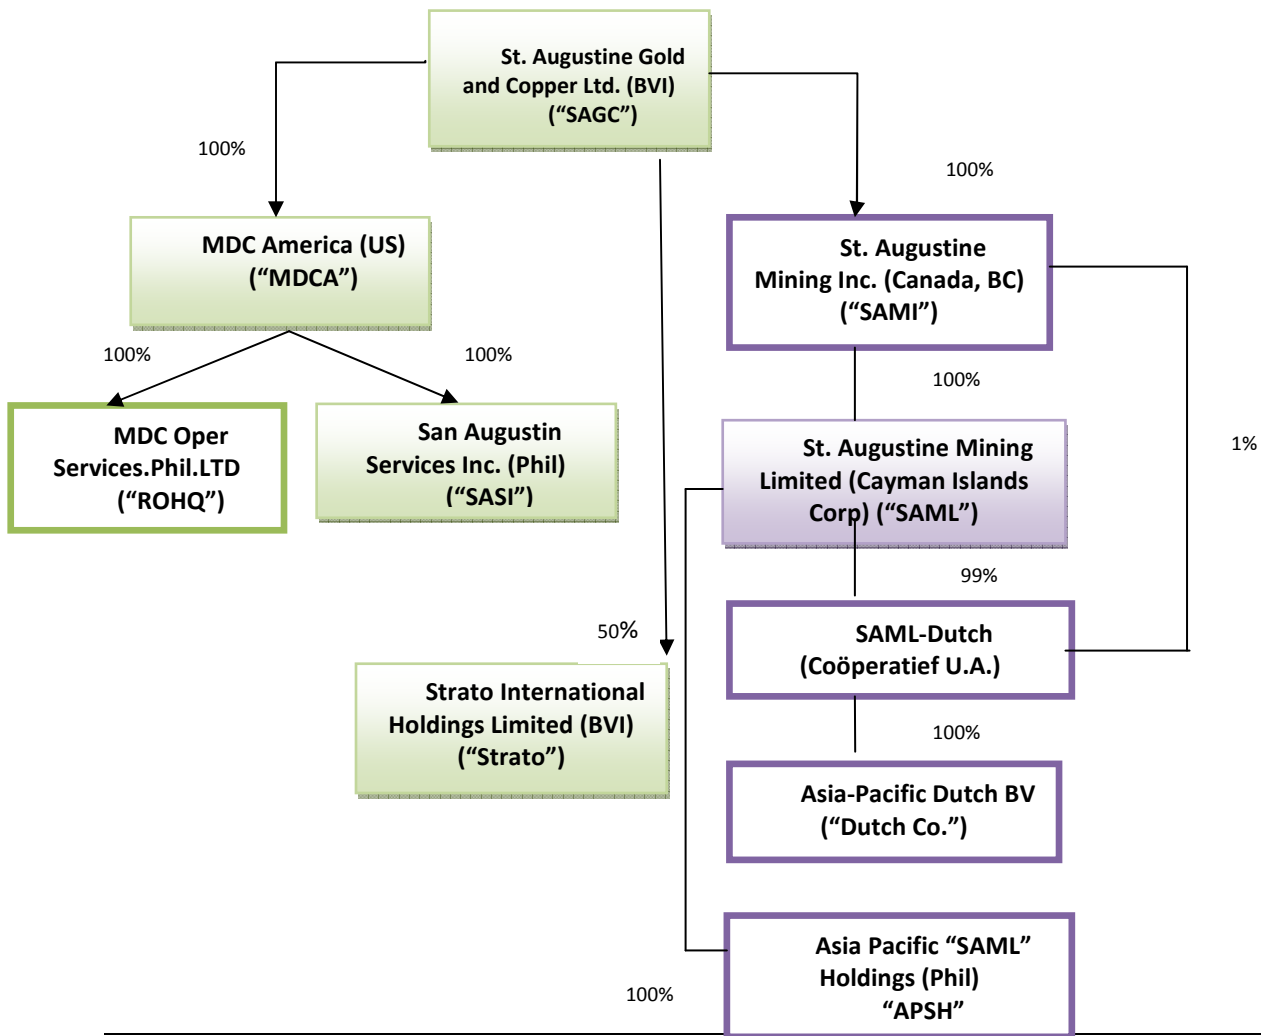 St. Augustine Gold
and Copper Ltd. (BVI)
(“SAGC”)
100%
100%
MDC America (US)
(“MDCA”)
St. Augustine
Mining Inc. (Canada, BC)
(“SAMI”)
100%
100%
100%
MDC Oper
Services.Phil.LTD
(“ROHQ”)
San Augustin
Services Inc. (Phil)
(“SASI”)
St. Augustine Mining
Limited (Cayman Islands
Corp) (“SAML”)
1%
99%
50%
SAML-Dutch
(Coöperatief U.A.)
Strato International
Holdings Limited (BVI)
(“Strato”)
100%
Asia-Pacific Dutch BV
(“Dutch Co.”)
Asia Pacific “SAML”
Holdings (Phil)
“APSH”
100%